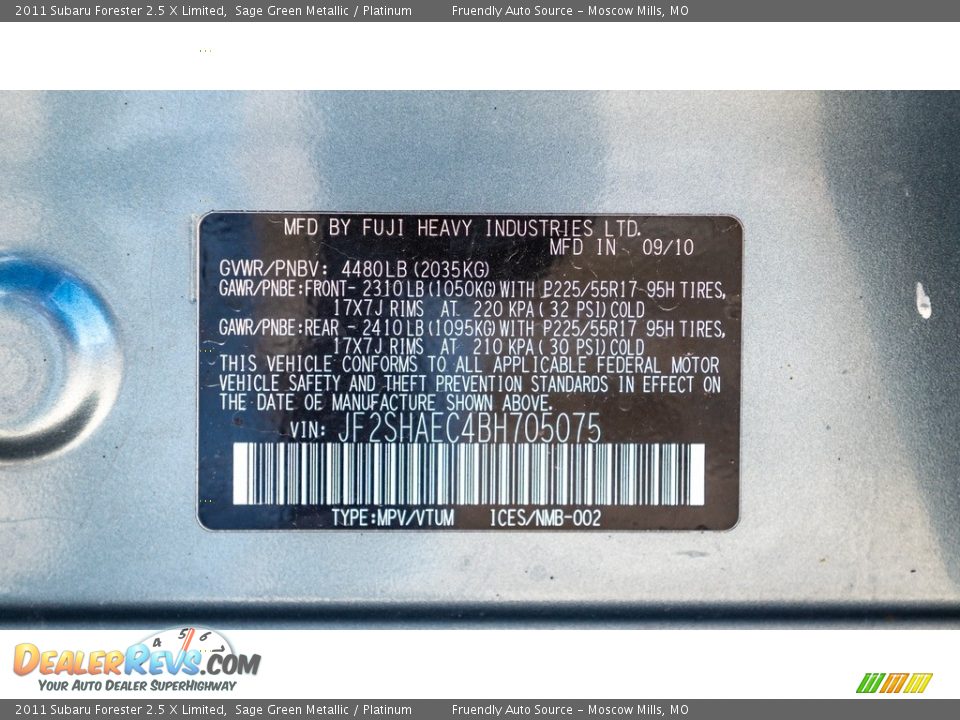 2011 Subaru Forester 2.5 X Limited, Sage Green Metallic / Platinum Fruendly Auto Source - Moscow Mills, MO
MFD BY FUJI HEAVY INDUSTRIES LTD.
MFD IN 09/10
GVWR/PNBV: 4480LB(2035KG)
GAWR/PNBE:FRONT- 2310LB(1050KG)WITH P225/55R17 95H TIRES,
17X7J RIMS AT 220 KPA(32 PSI)COLD
GAWR/PNBE:REAR - 2410LB(1095KG)WITH P225/55R17 95H TIRES,
17X7J RIMS AT 210 KPA(30 PSI)COLD
THIS VEHICLE CONFORMS TO ALL APPLICABLE FEDERAL MOTOR
VEHICLE SAFETY AND THEFT PREVENTION STANDARDS IN EFFECT ON
THE DATE OF MANUFACTURE SHOWN ABOVE.
VIN: JF2SHAEC4BH705075
TYPE:MPV/VTUM ICES/NMB-002
4 5 6 7
DEALERREVS.COM
YOUR AUTO DEALER SUPERHIGHWAY
2011 Subaru Forester 2.5 X Limited, Sage Green Metallic / Platinum Fruendly Auto Source - Moscow Mills, MO